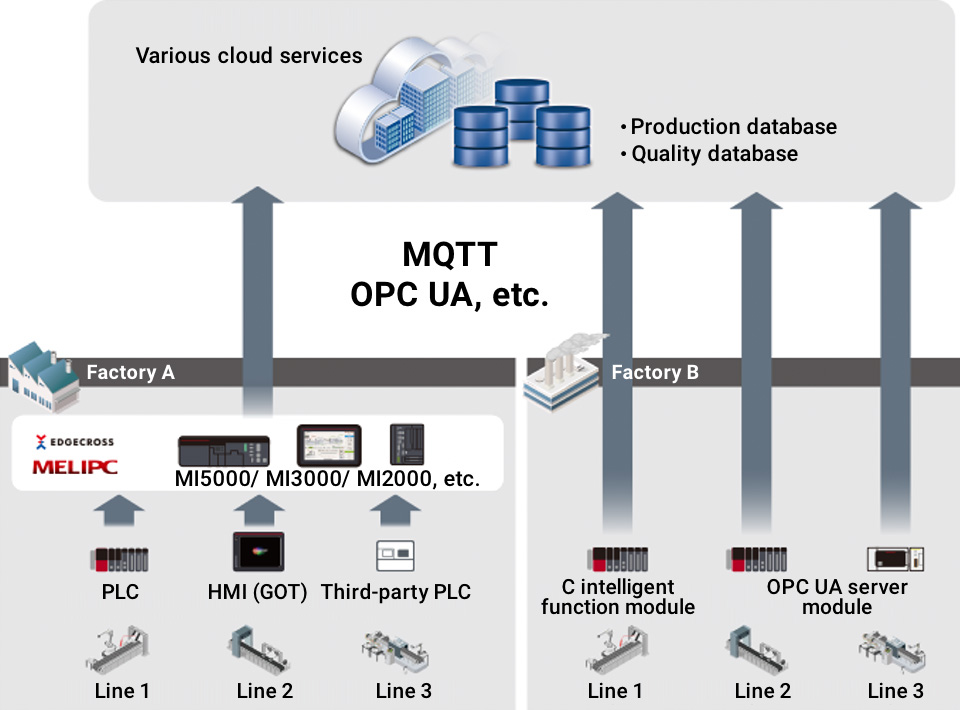 Various cloud services
• Production database
• Quality database
MQTT
OPC UA, etc.
Factory A
Factory B
EDGECROSS
MELIPC
MI5000/ MI3000/ MI2000, etc.
PLC
HMI (GOT)
Third-party PLC
C intelligent
function module
OPC UA server
module
Line 1
Line 2
Line 3
Line 1
Line 2
Line 3